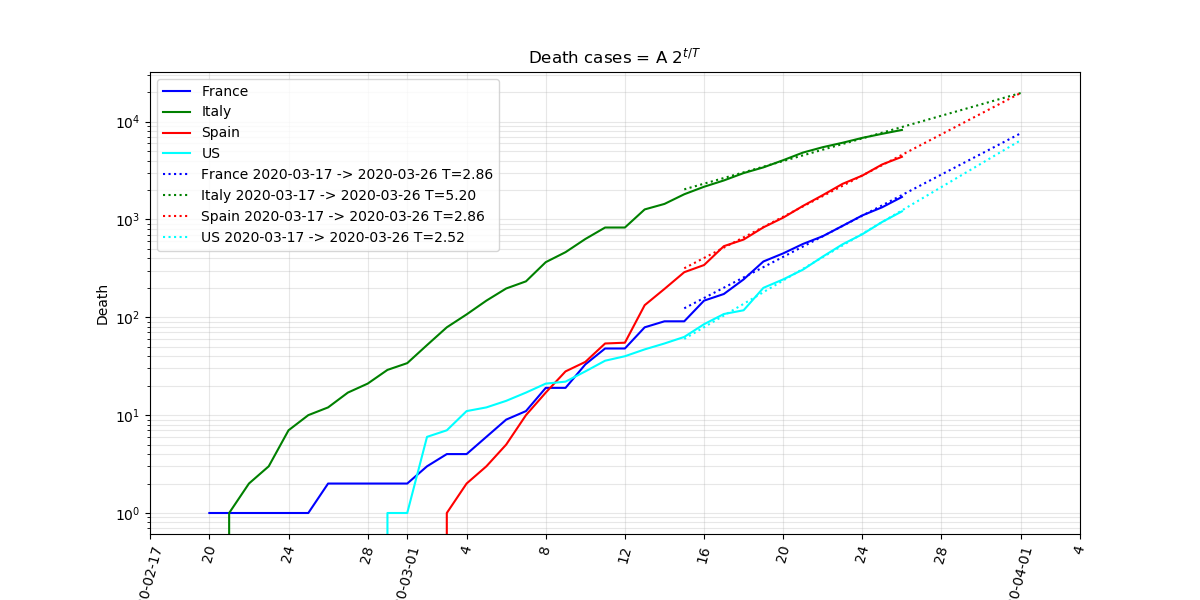 Death cases = A 2^{t/T}
France
Italy
Spain
US
France 2020-03-17 -> 2020-03-26 T=2.86
Italy 2020-03-17 -> 2020-03-26 T=5.20
Spain 2020-03-17 -> 2020-03-26 T=2.86
US 2020-03-17 -> 2020-03-26 T=2.52
10^4
10^3
10^2
10^1
10^0
Death
0-02-17
20
24
28
0-03-01
4
8
12
16
20
24
28
0-04-01
4